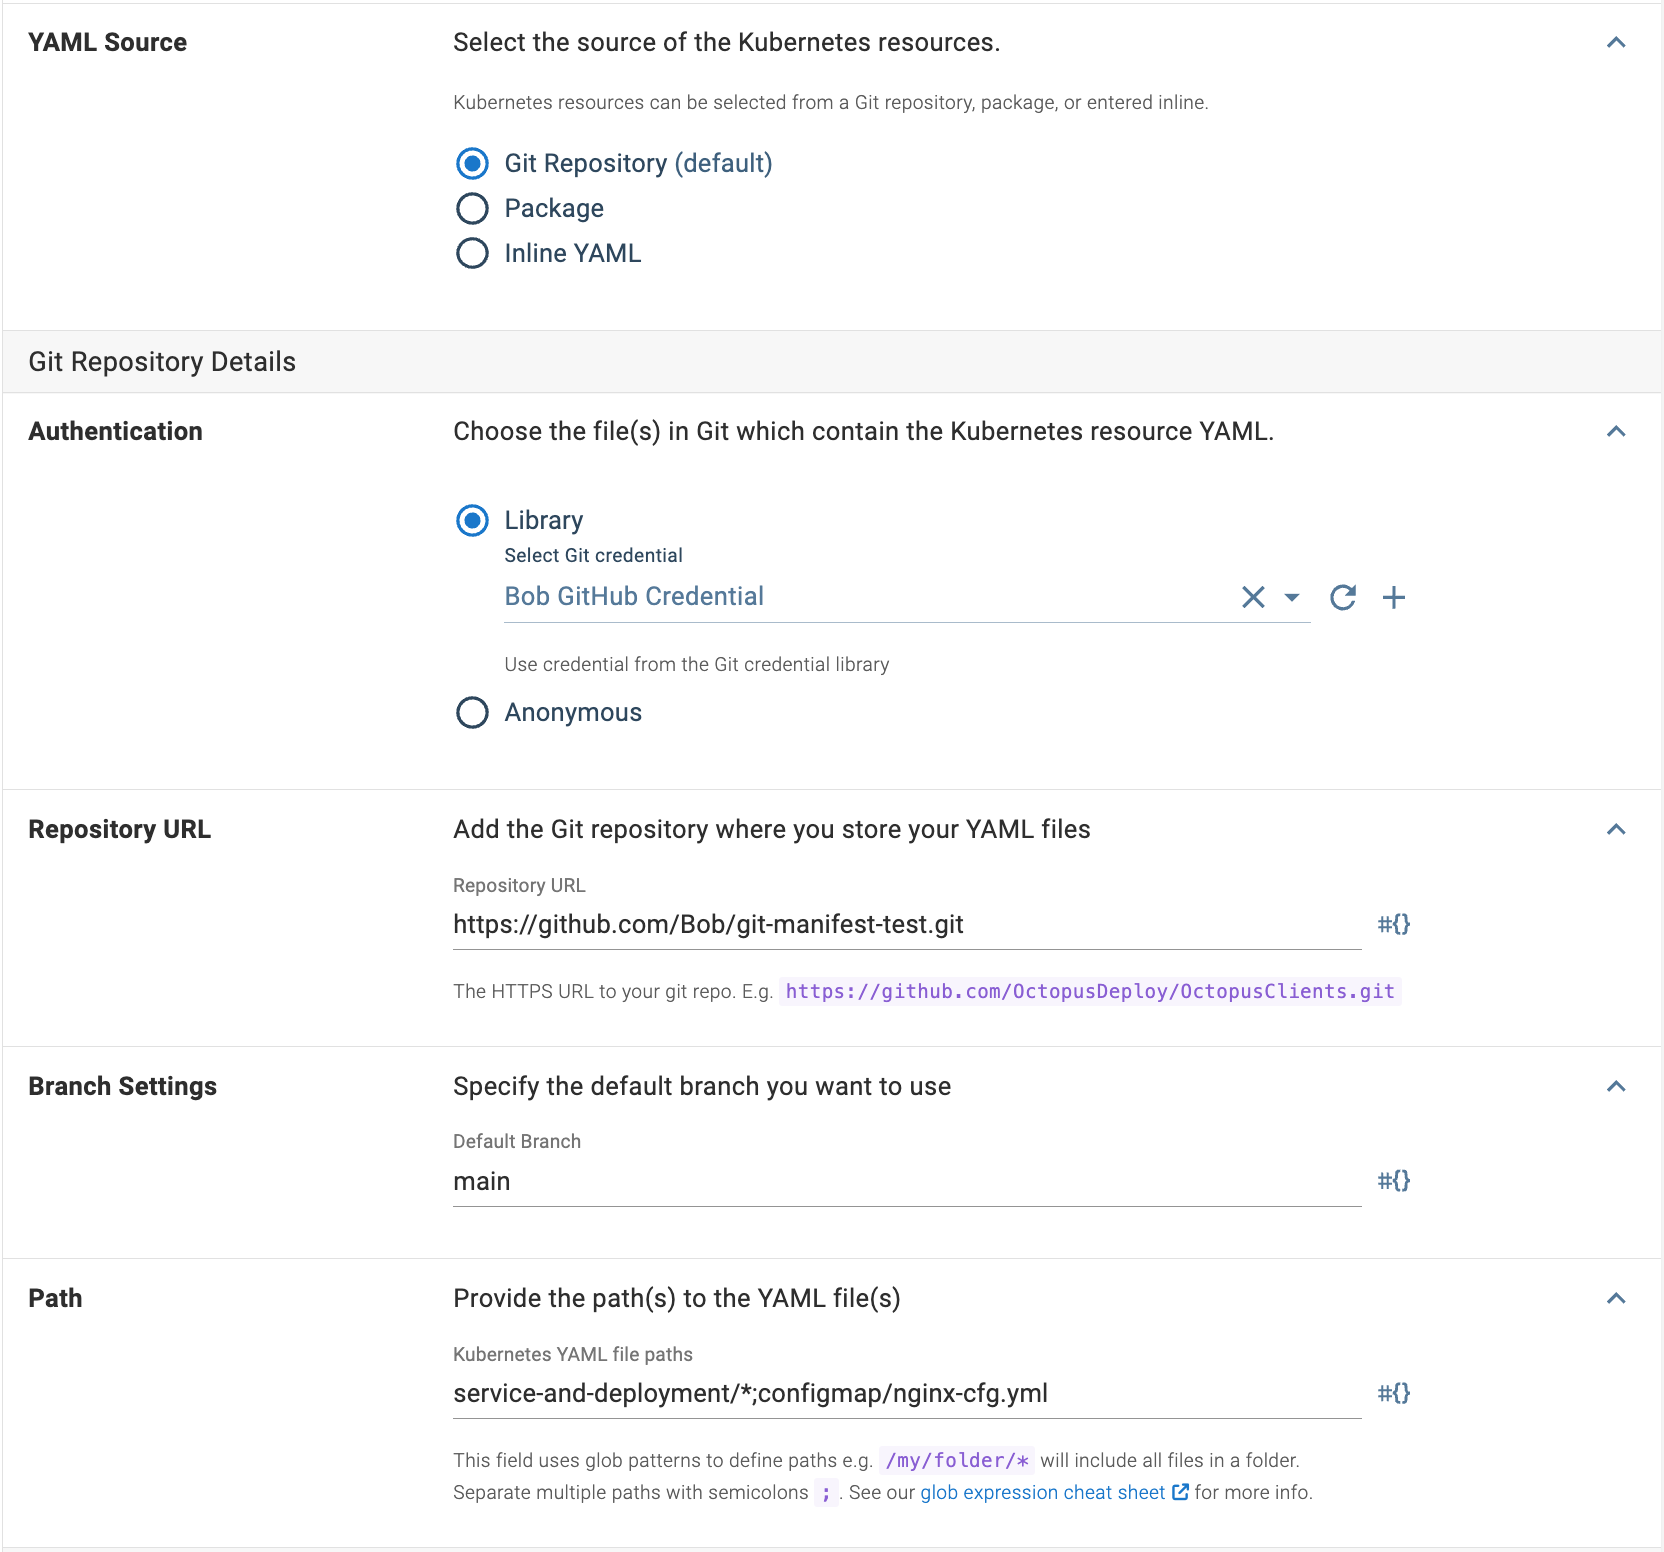 YAML Source
Select the source of the Kubernetes resources.
Kubernetes resources can be selected from a Git repository, package, or entered inline.
Git Repository (default)
Package
Inline YAML
Git Repository Details
Authentication
Choose the file(s) in Git which contain the Kubernetes resource YAML.
Library
Select Git credential
Bob GitHub Credential
Use credential from the Git credential library
Anonymous
Repository URL
Add the Git repository where you store your YAML files
Repository URL
https://github.com/Bob/git-manifest-test.git
#{}
The HTTPS URL to your git repo. E.g. https://github.com/OctopusDeploy/OctopusClients.git
Branch Settings
Specify the default branch you want to use
Default Branch
main
#{}
Path
Provide the path(s) to the YAML file(s)
Kubernetes YAML file paths
service-and-deployment/*;configmap/nginx-cfg.yml
#{}
This field uses glob patterns to define paths e.g. /my/folder/* will include all files in a folder.
Separate multiple paths with semicolons ;. See our glob expression cheat sheet for more info.